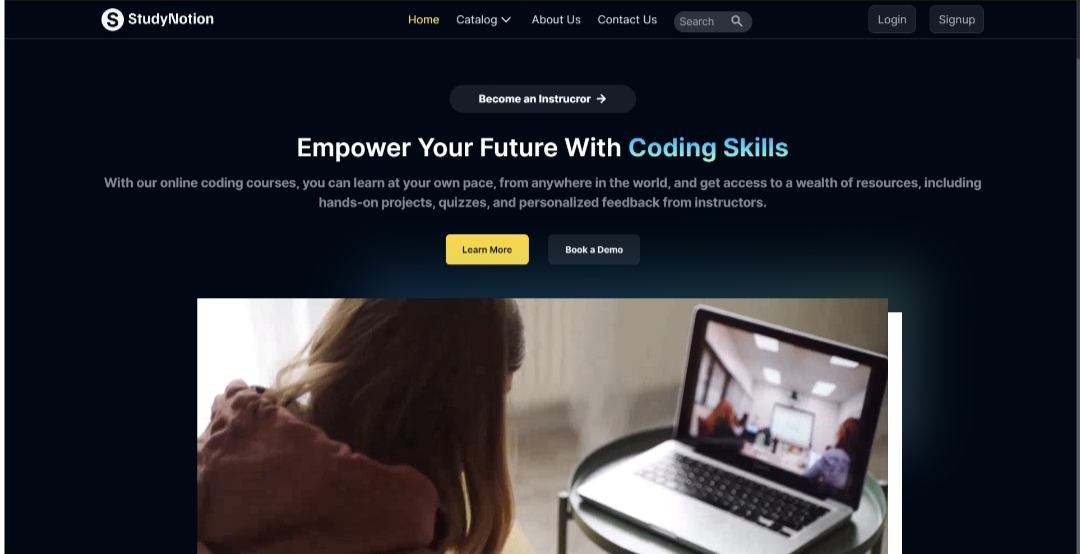 S StudyNotion
Home Catalog About Us Contact Us Search Login Signup
Become an Instrucror →
Empower Your Future With Coding Skills
With our online coding courses, you can learn at your own pace, from anywhere in the world, and get access to a wealth of resources, including
hands-on projects, quizzes, and personalized feedback from instructors.
Learn More Book a Demo